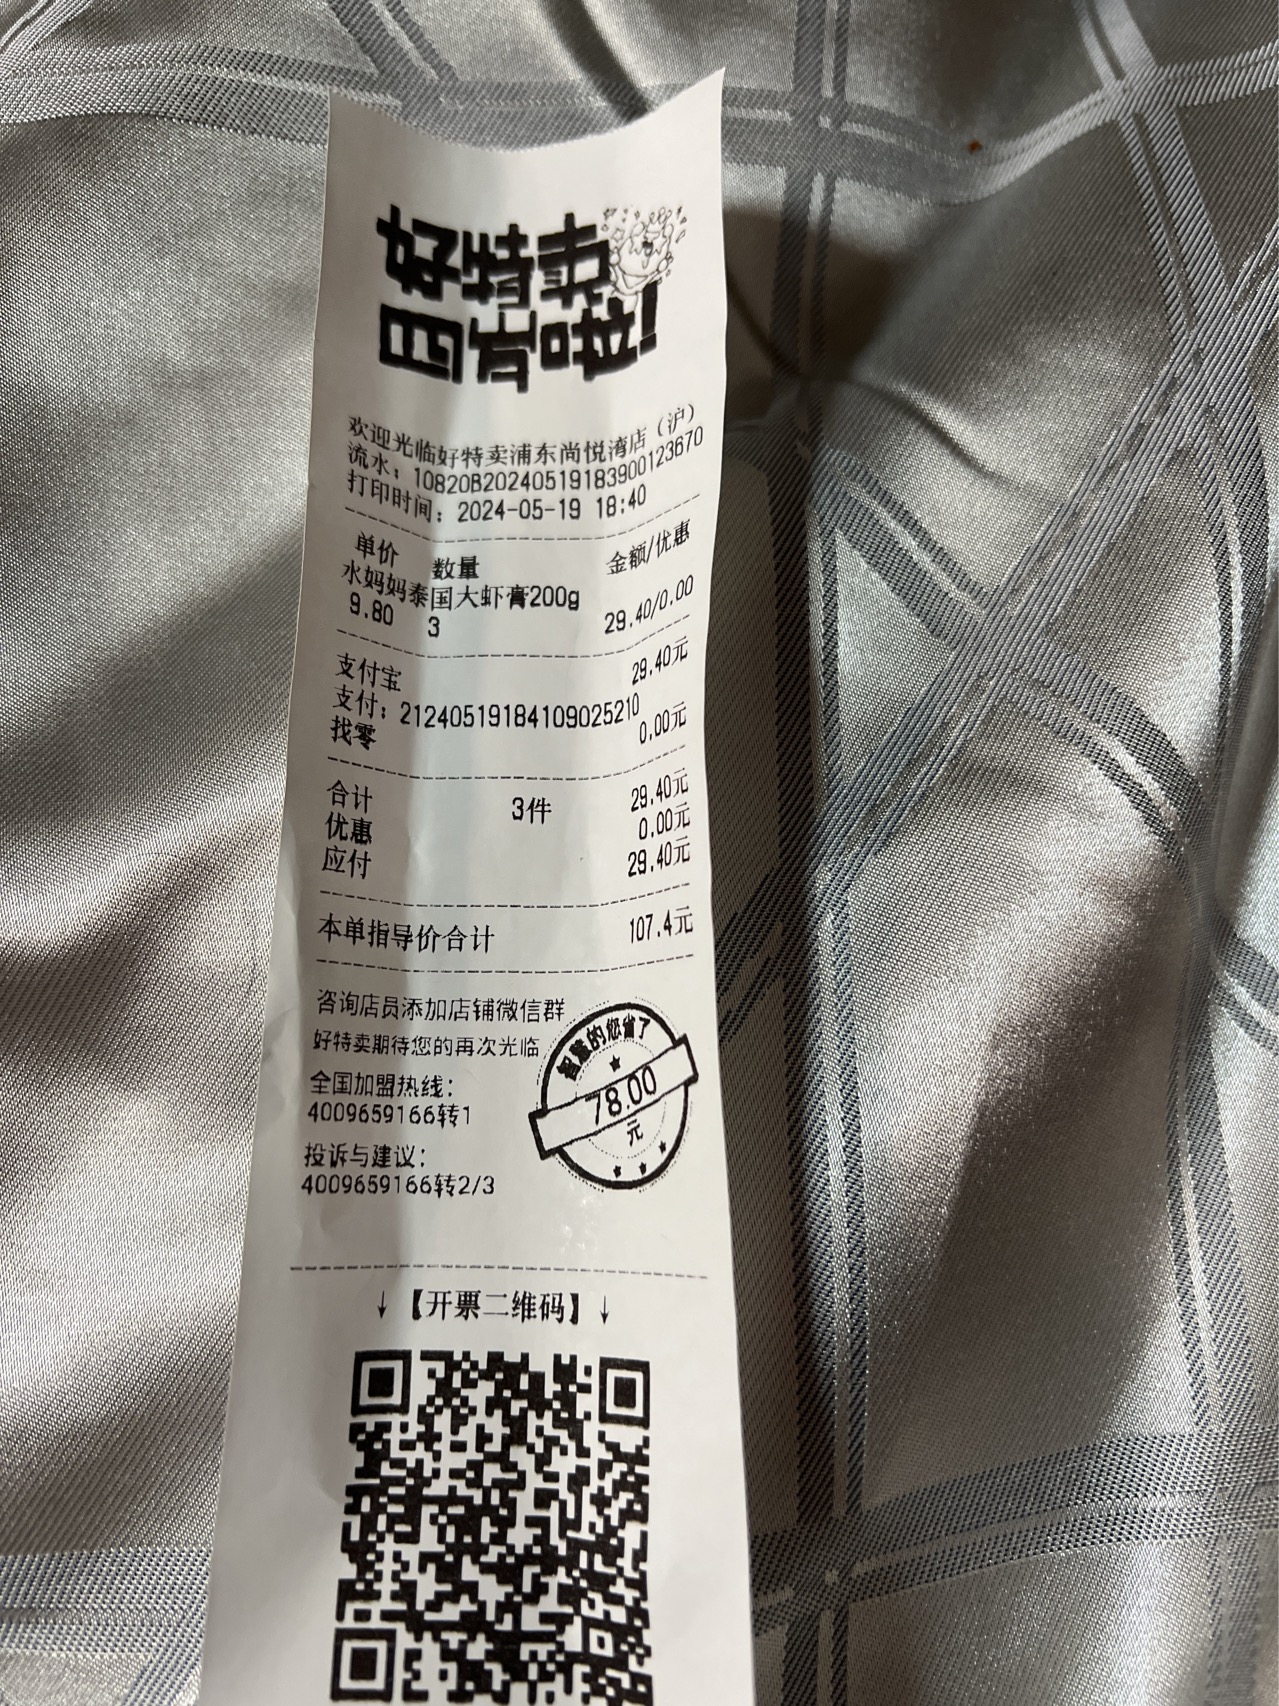 好特卖
目标哦!
欢迎光临好特卖浦东尚悦湾店（沪）
流水：10820B20240519183900123670
打印时间：2024-05-19 18:40
单价 数量 金额/优惠
水妈妈泰国大虾膏200g
9.80 3 29.40/0.00
支付宝 29.40元
支付：21240519184109025210
找零 0.00元
合计 3件 29.40元
优惠 0.00元
应付 29.40元
本单指导价合计 107.4元
咨询店员添加店铺微信群
好特卖期待您的再次光临
全国加盟热线：
4009659166转1
投诉与建议：
4009659166转2/3
智慧的您省了
78.00
元
↓【开票二维码】↓